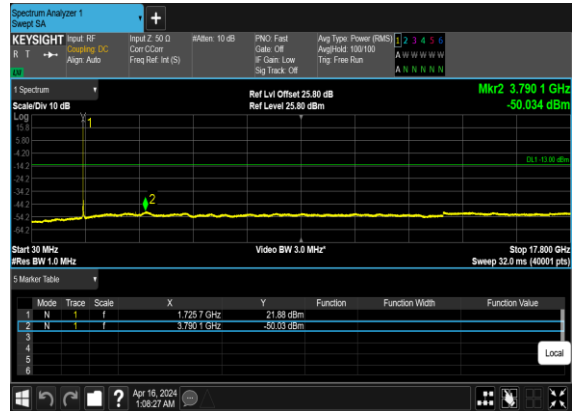 Spectrum Analyzer 1
Swept SA
+
KEYSIGHT Input: RF Input Z: 50 Ω #Atten: 10 dB PNO: Fast Avg Type: Power (RMS) 1 2 3 4 5 6
R T Coupling: DC Corr CCorr Gate: Off Avg|Hold: 100/100 A W W W W W
Align: Auto Freq Ref: Int (S) IF Gain: Low Trig: Free Run
LW Sig Track: Off A N N N N N
1 Spectrum Ref Lvl Offset 25.80 dB Mkr2 3.790 1 GHz
Scale/Div 10 dB Ref Level 25.80 dBm -50.034 dBm
Log
15.8
5.80
-4.20
-14.2
-24.2
-34.2
-44.2
-54.2
-64.2
1
DL1 -13.00 dBm
2
Start 30 MHz Video BW 3.0 MHz* Stop 17.800 GHz
#Res BW 1.0 MHz Sweep 32.0 ms (40001 pts)
5 Marker Table
Mode Trace Scale X Y Function Function Width Function Value
1 N 1 f 1.725 7 GHz 21.88 dBm
2 N 1 f 3.790 1 GHz -50.03 dBm
3
4
5
6
Local
? Apr 16, 2024
1:08:27 AM